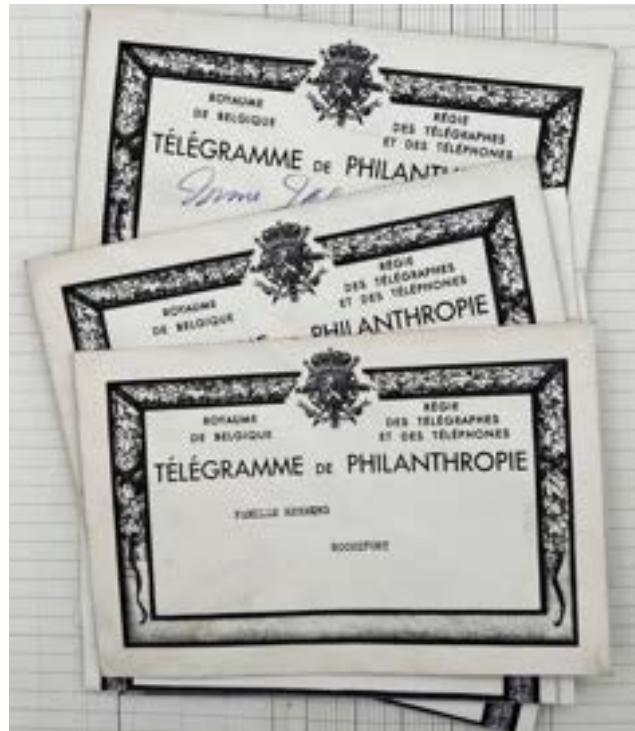 ROYAUME
DE BELGIQUE
RÉGIE
DES TÉLÉGRAPHES
ET DES TÉLÉPHONES
TÉLÉGRAMME DE PHILANTH
ROYAUME
DE BELGIQUE
RÉGIE
DES TÉLÉGRAPHES
ET DES TÉLÉPHONES
PHILANTHROPIE
ROYAUME
DE BELGIQUE
RÉGIE
DES TÉLÉGRAPHES
ET DES TÉLÉPHONES
TÉLÉGRAMME DE PHILANTHROPIE
FAMILLE
ROCHEFORT